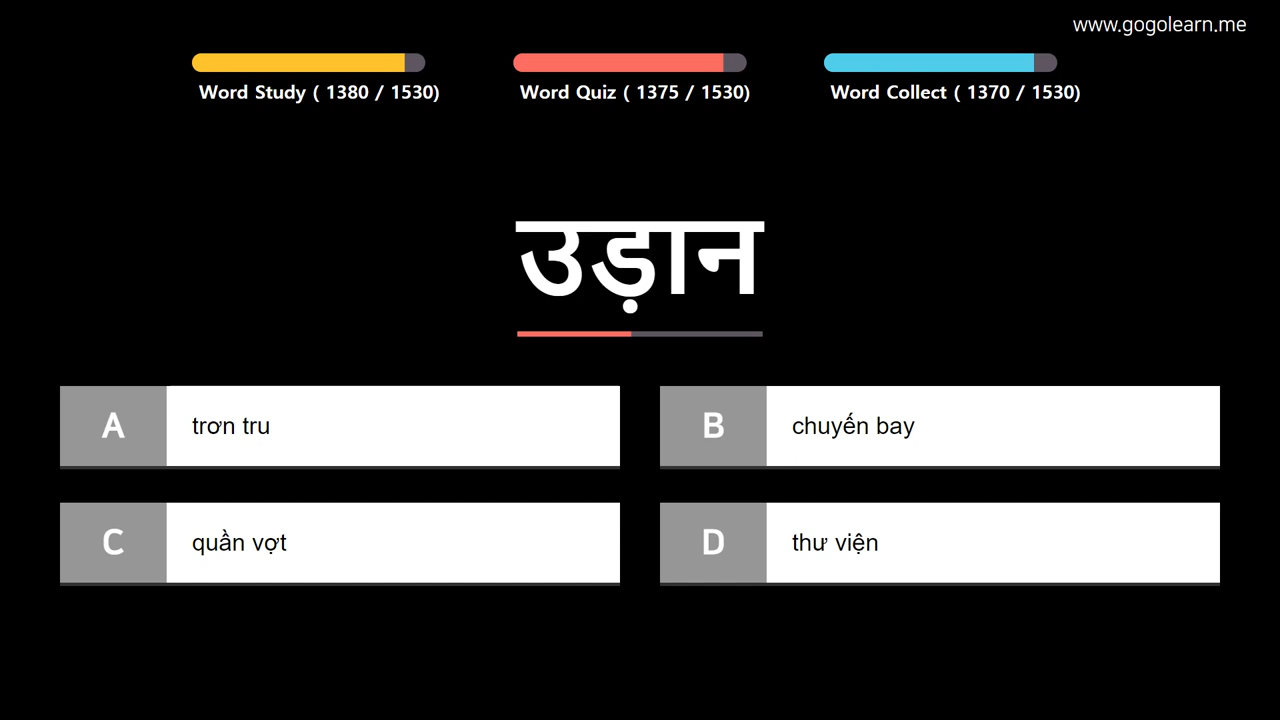 www.gogolearn.me
Word Study ( 1380 / 1530)
Word Quiz ( 1375 / 1530)
Word Collect ( 1370 / 1530)
उड़ान
A trơn tru
B chuyến bay
C quần vợt
D thư viện